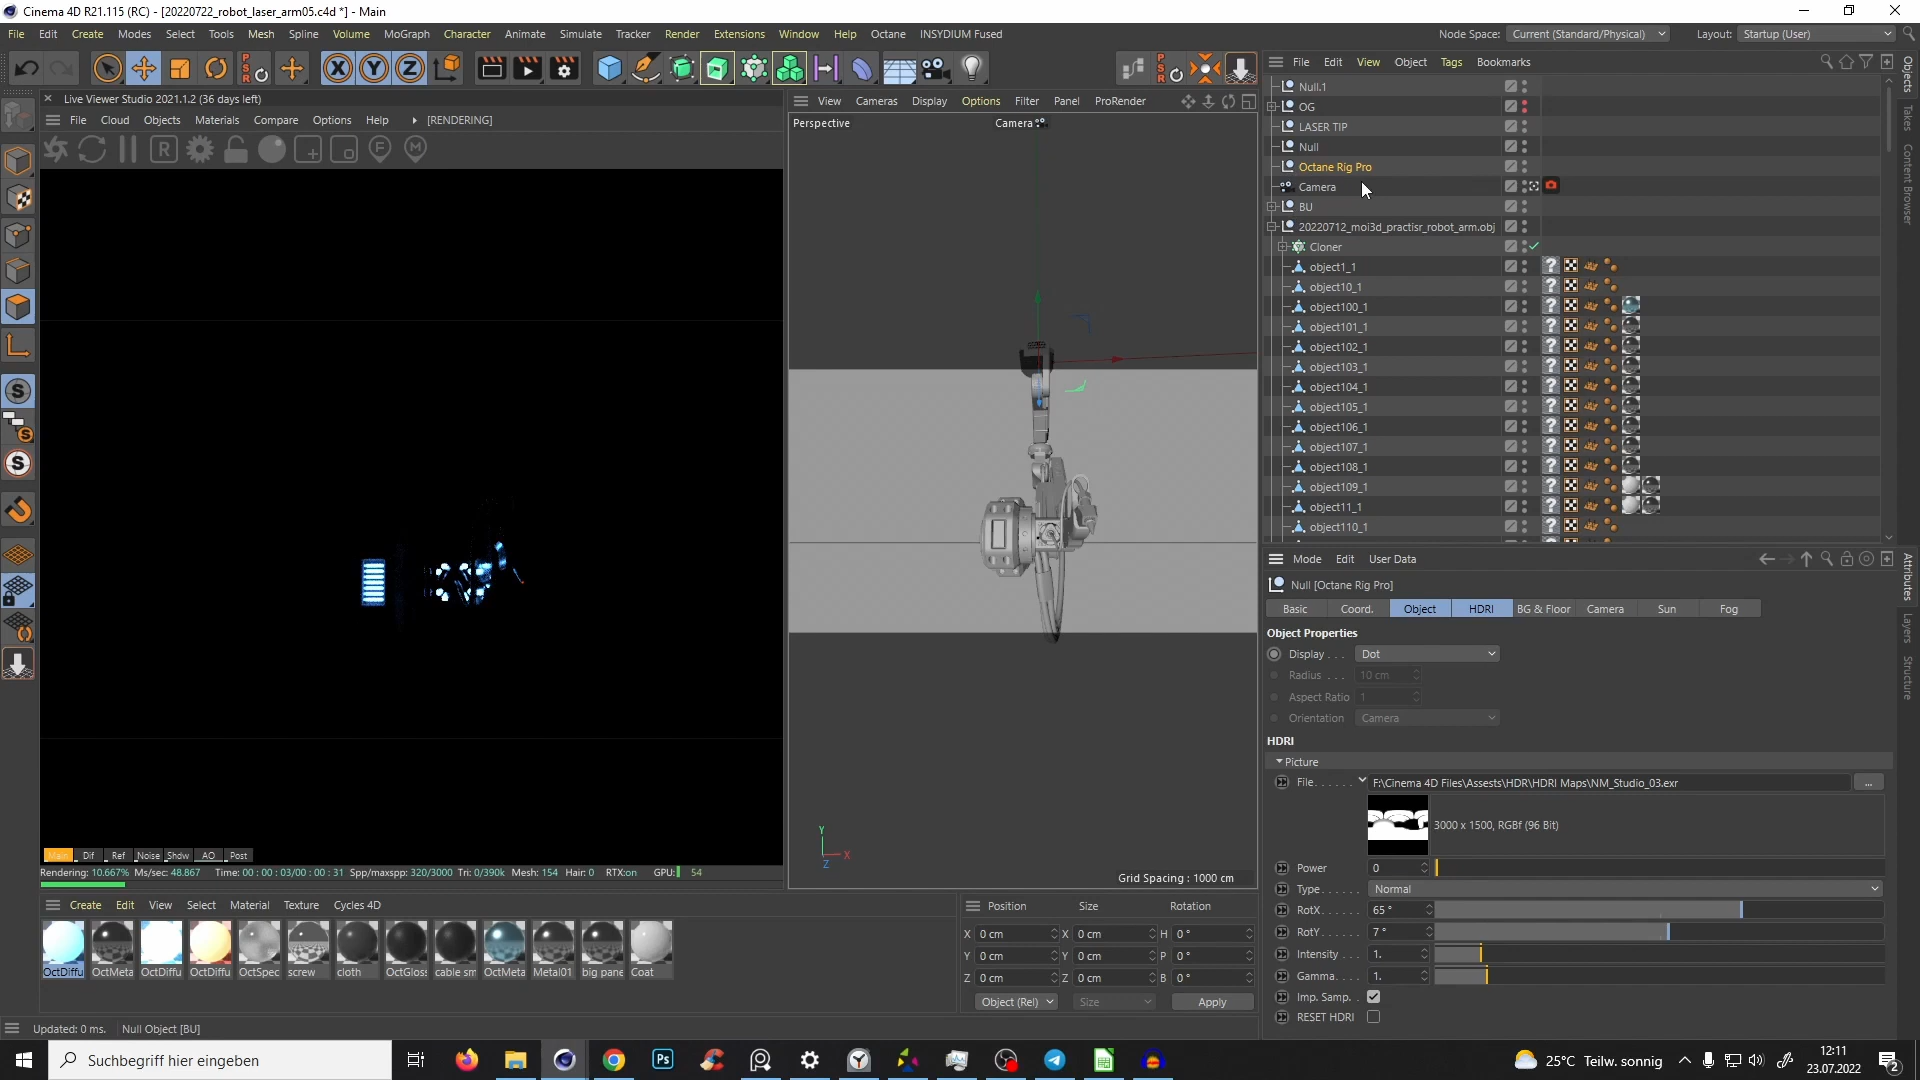 Cinema 4D R21.115 (RC) - [20220722_robot_laser_arm05.c4d *] - Main
File Edit Create Modes Select Tools Mesh Spline Volume MoGraph Character Animate Simulate Tracker Render Extensions Window Help Octane INSYDIUM Fused
Node Space: Current (Standard/Physical) Layout: Startup (User)
Live Viewer Studio 2021.1.2 (36 days left)
File Cloud Objects Materials Compare Options Help [RENDERING]
View Cameras Display Options Filter Panel ProRender
Perspective Camera
Grid Spacing : 1000 cm
Y X Z
Main Dif Ref Noise Shdw AO Post
Rendering: 10.667% Ms/sec: 48.867 Time: 00 : 00 : 03/00 : 00 : 31 Spp/maxspp: 320/3000 Tri: 0/390k Mesh: 154 Hair: 0 RTX:on GPU: 54
Create Edit View Select Material Texture Cycles 4D
OctDiffu OctMeta OctDiffu OctDiffu OctSpec screw cloth OctGloss cable sm OctMeta Metal01 big pane Coat
Position Size Rotation
X 0 cm X 0 cm H 0 °
Y 0 cm Y 0 cm P 0 °
Z 0 cm Z 0 cm B 0 °
Object (Rel) Size Apply
Updated: 0 ms. Null Object [BU]
File Edit View Object Tags Bookmarks
Null.1
OG
LASER TIP
Null
Octane Rig Pro
Camera
BU
20220712_moi3d_practisr_robot_arm.obj
Cloner
object1_1
object10_1
object100_1
object101_1
object102_1
object103_1
object104_1
object105_1
object106_1
object107_1
object108_1
object109_1
object11_1
object110_1
Objects
Takes
Content Browser
Mode Edit User Data
Null [Octane Rig Pro]
Basic Coord. Object HDRI BG & Floor Camera Sun Fog
Object Properties
Display . . . Dot
Radius . . . 10 cm
Aspect Ratio 1
Orientation Camera
HDRI
Picture
File. . . . . . F:\Cinema 4D Files\Assests\HDR\HDRI Maps\NM_Studio_03.exr ...
3000 x 1500, RGBf (96 Bit)
Power 0
Type. . . . . . Normal
RotX. . . . . . 65 °
RotY. . . . . . 7 °
Intensity . . 1.
Gamma. . . . 1.
Imp. Samp. .
RESET HDRI
Attributes
Layers
Structure
Suchbegriff hier eingeben
Ps
25°C Teilw. sonnig
12:11
23.07.2022
2